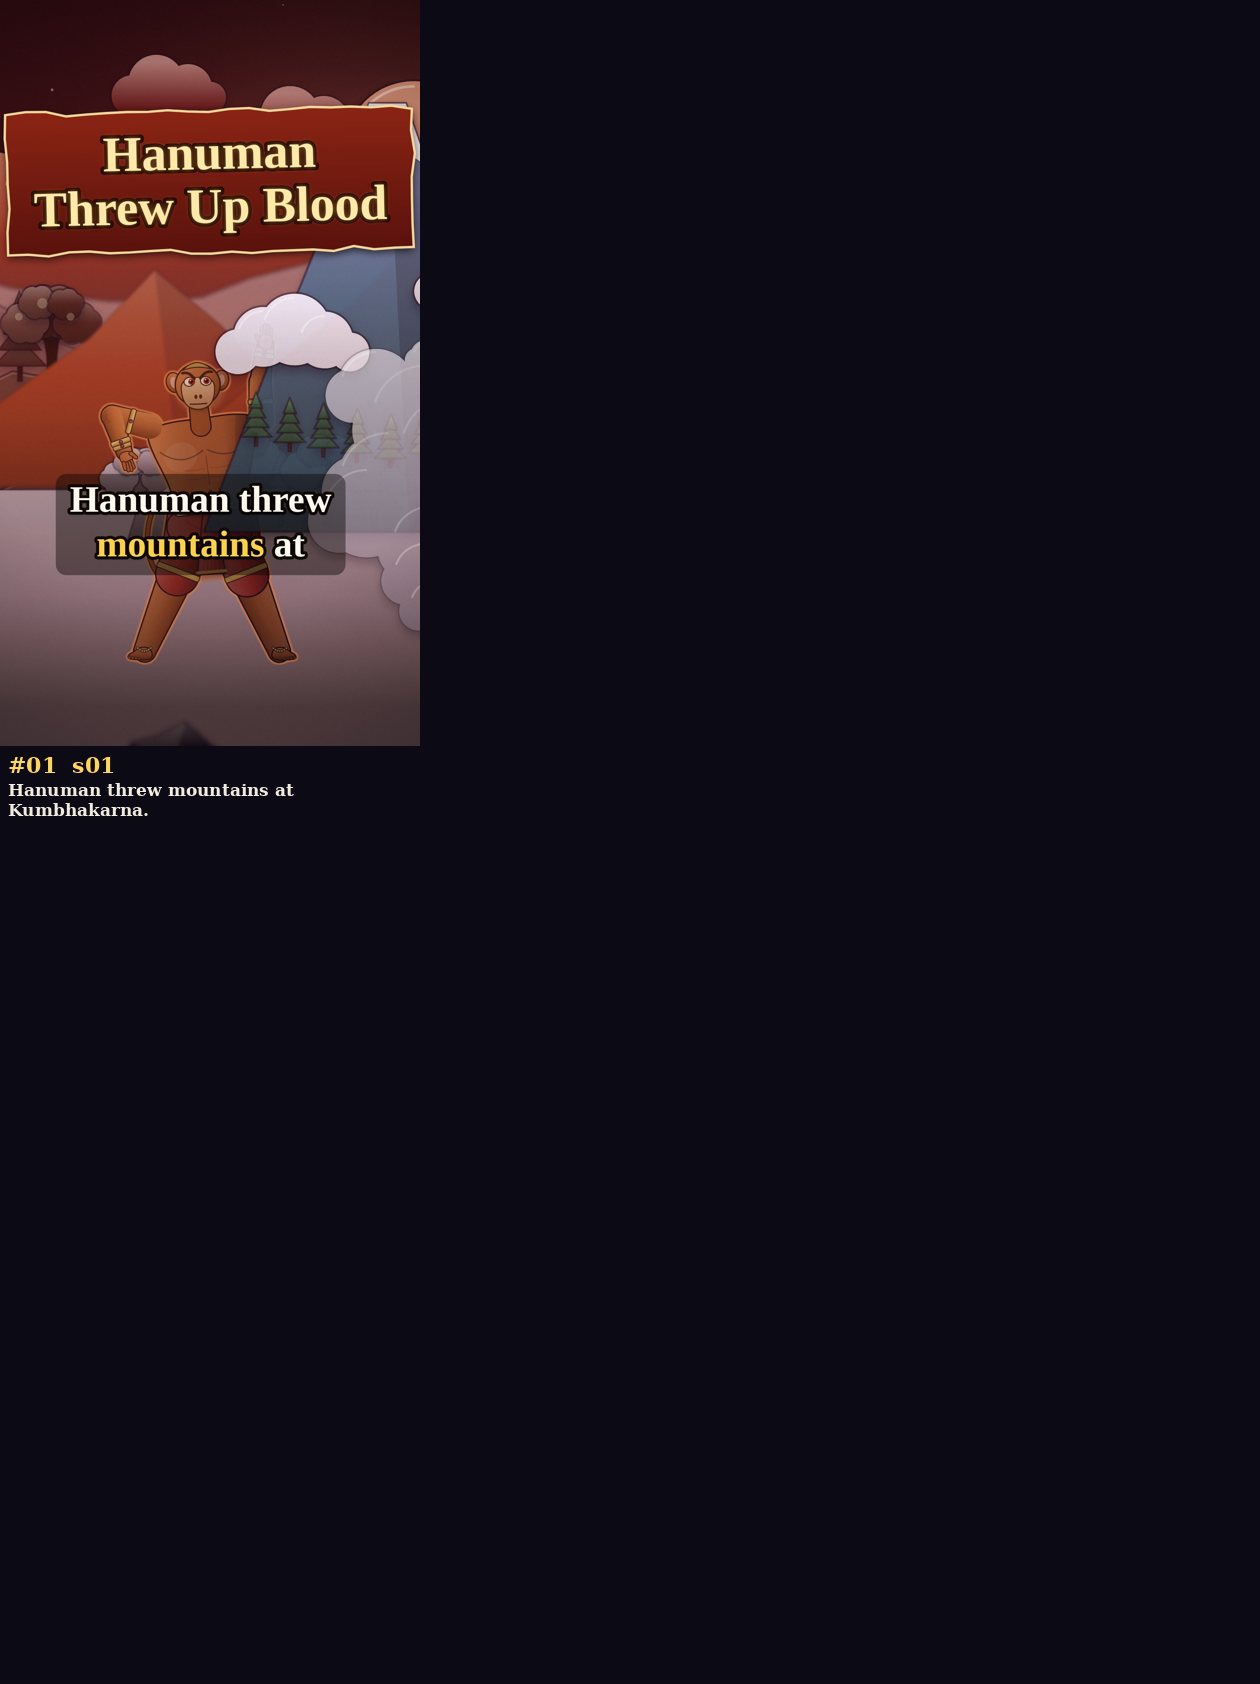 Hanuman
Threw Up Blood
Hanuman threw
mountains at
#01 s01
Hanuman threw mountains at
Kumbhakarna.